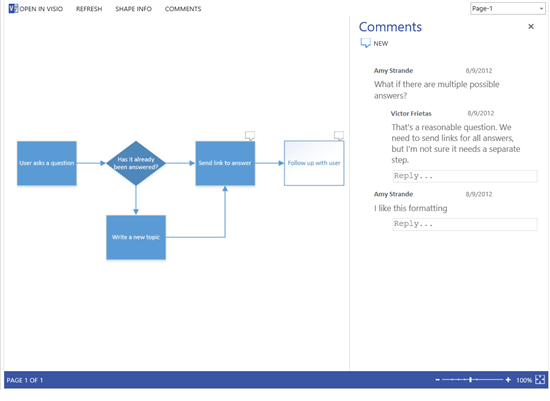 OPEN IN VISIO REFRESH SHAPE INFO COMMENTS
Page-1
Comments
NEW
Amy Strande 8/9/2012
What if there are multiple possible
answers?
Victor Frietas 8/9/2012
That's a reasonable question. We
need to send links for all answers,
but I'm not sure it needs a separate
step.
Reply...
Amy Strande 8/9/2012
I like this formatting
Reply...
User asks a question
Has it already
been answered?
Send link to answer
Follow up with user
Write a new topic
PAGE 1 OF 1
100%